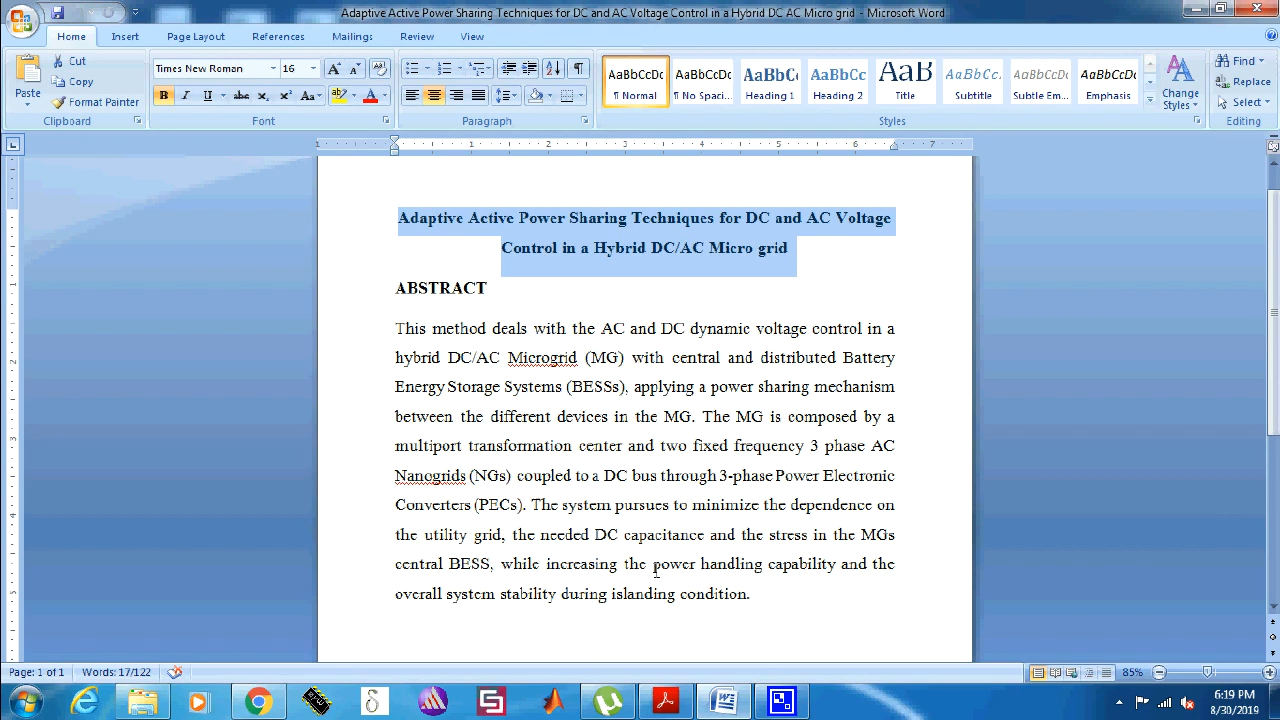 Adaptive Active Power Sharing Techniques for DC and AC Voltage Control in a Hybrid DC AC Micro grid - Microsoft Word
Home Insert Page Layout References Mailings Review View
Paste
Cut
Copy
Format Painter
Clipboard
Times New Roman 16
Font
Paragraph
AaBbCcDc AaBbCcDc AaBbCc AaBbCc AaB AaBbCc. AaBbCcDc AaBbCcDc
¶ Normal ¶ No Spaci... Heading 1 Heading 2 Title Subtitle Subtle Em... Emphasis
Styles
Change Styles
Find
Replace
Select
Editing
1 1 2 3 4 5 6 7
Adaptive Active Power Sharing Techniques for DC and AC Voltage
Control in a Hybrid DC/AC Micro grid
ABSTRACT
This method deals with the AC and DC dynamic voltage control in a
hybrid DC/AC Microgrid (MG) with central and distributed Battery
Energy Storage Systems (BESSs), applying a power sharing mechanism
between the different devices in the MG. The MG is composed by a
multiport transformation center and two fixed frequency 3 phase AC
Nanogrids (NGs) coupled to a DC bus through 3-phase Power Electronic
Converters (PECs). The system pursues to minimize the dependence on
the utility grid, the needed DC capacitance and the stress in the MGs
central BESS, while increasing the power handling capability and the
overall system stability during islanding condition.
Page: 1 of 1 Words: 17/122 85%
6:19 PM
8/30/2019